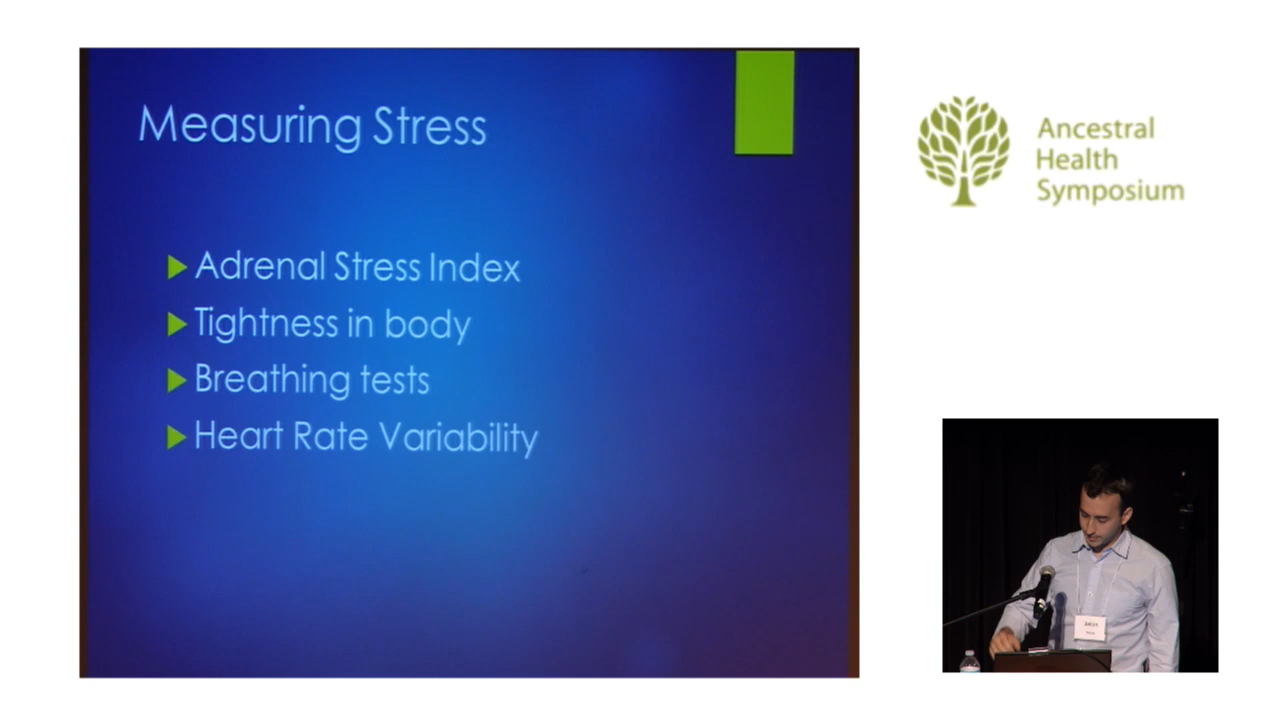 Measuring Stress
Adrenal Stress Index
Tightness in body
Breathing tests
Heart Rate Variability
Ancestral
Health
Symposium